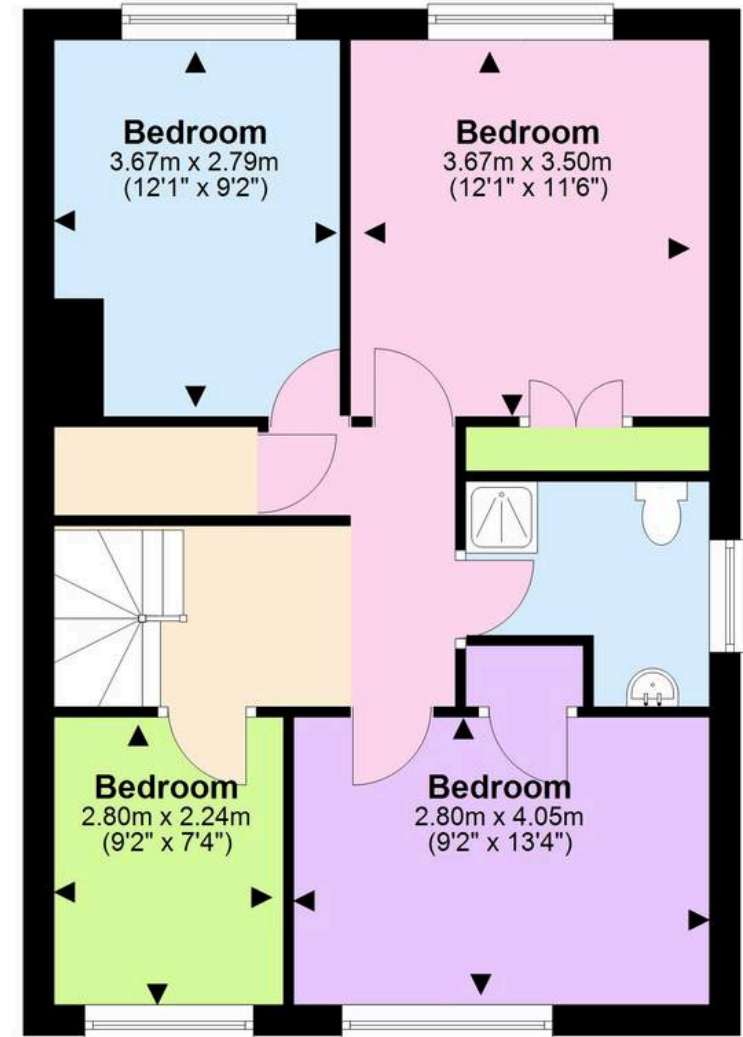 Bedroom
3.67m x 2.79m
(12'1" x 9'2")
Bedroom
3.67m x 3.50m
(12'1" x 11'6")
Bedroom
2.80m x 2.24m
(9'2" x 7'4")
Bedroom
2.80m x 4.05m
(9'2" x 13'4")